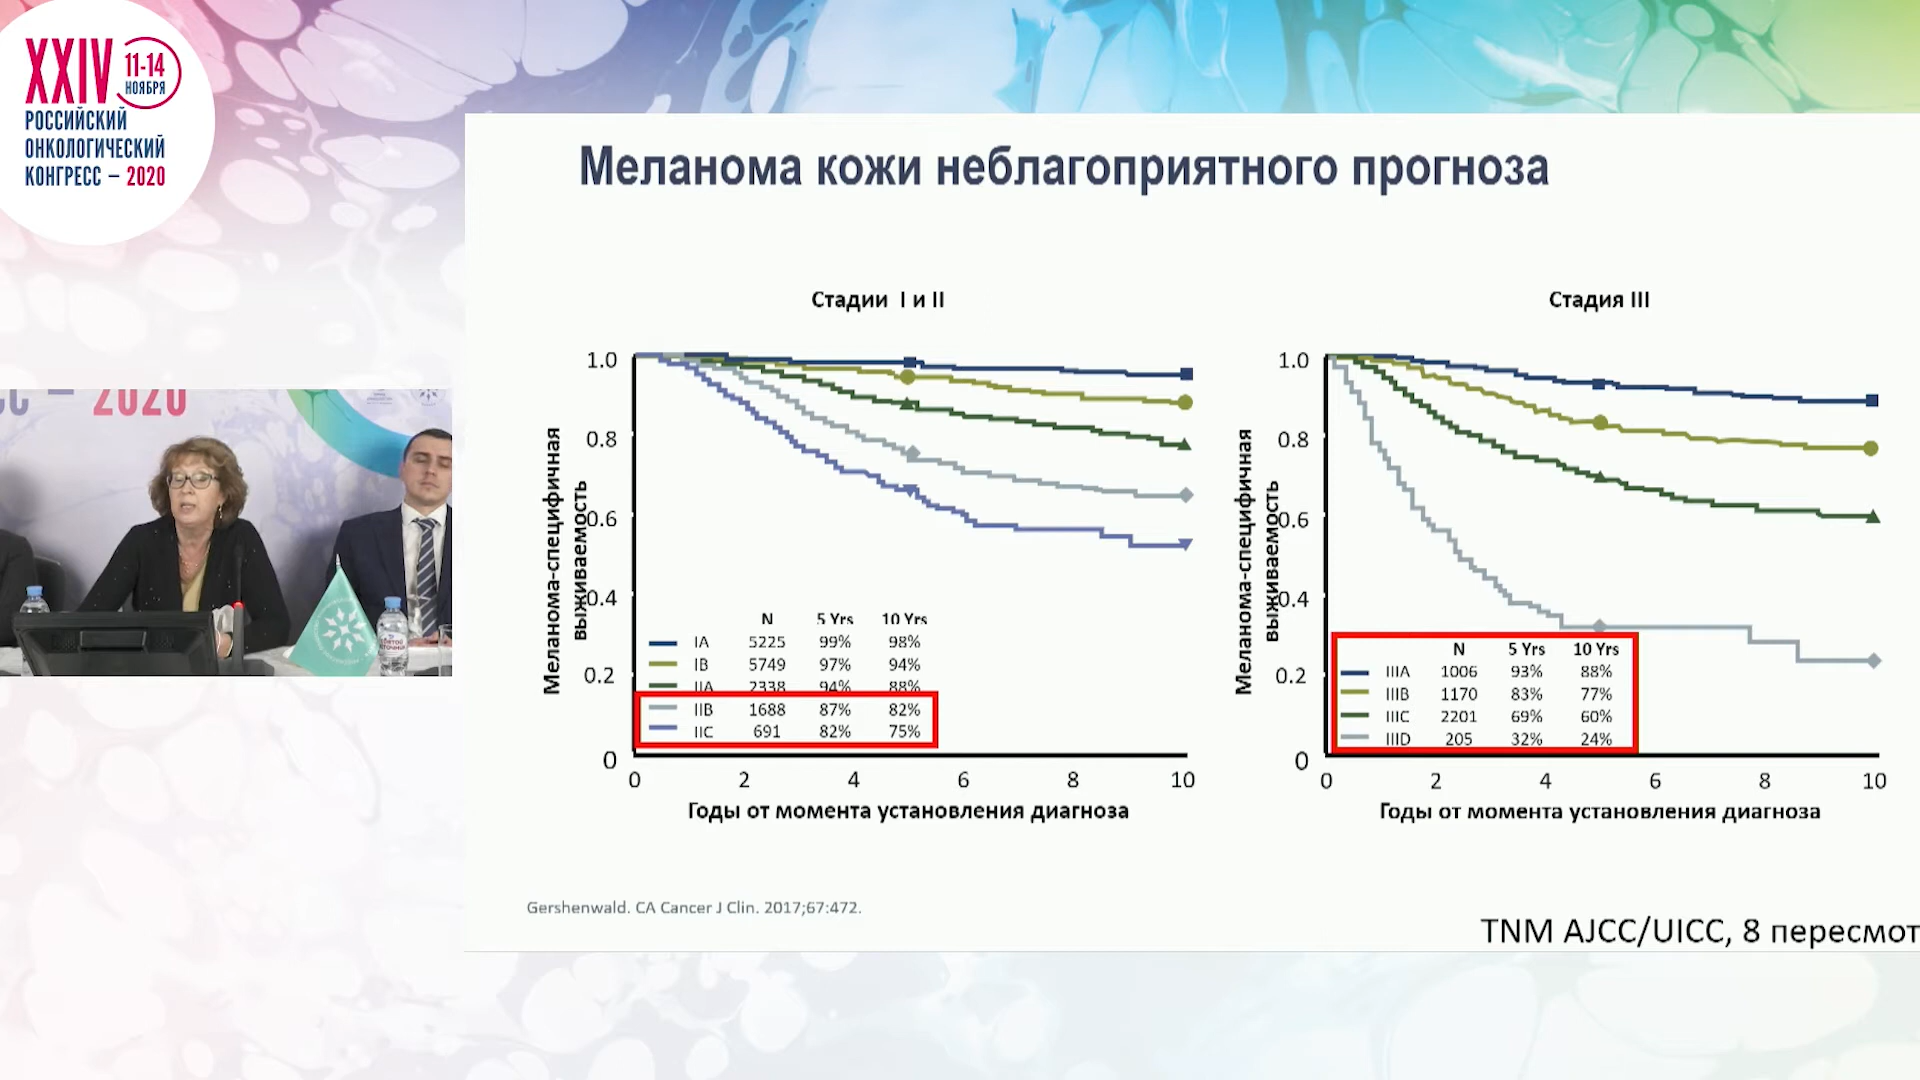 XXIV
11-14
НОЯБРЯ
РОССИЙСКИЙ
ОНКОЛОГИЧЕСКИЙ
КОНГРЕСС – 2020
2020
Меланома кожи неблагоприятного прогноза
Стадии I и II
Меланома-специфичная
выживаемость
1.0
0.8
0.6
0.4
0.2
0
N 5 Yrs 10 Yrs
IA 5225 99% 98%
IB 5749 97% 94%
IIA 2338 94% 88%
IIB 1688 87% 82%
IIC 691 82% 75%
0 2 4 6 8 10
Годы от момента установления диагноза
Стадия III
Меланома-специфичная
выживаемость
1.0
0.8
0.6
0.4
0.2
0
N 5 Yrs 10 Yrs
IIIA 1006 93% 88%
IIIB 1170 83% 77%
IIIC 2201 69% 60%
IIID 205 32% 24%
0 2 4 6 8 10
Годы от момента установления диагноза
Gershenwald. CA Cancer J Clin. 2017;67:472.
TNM AJCC/UICC, 8 пересмот